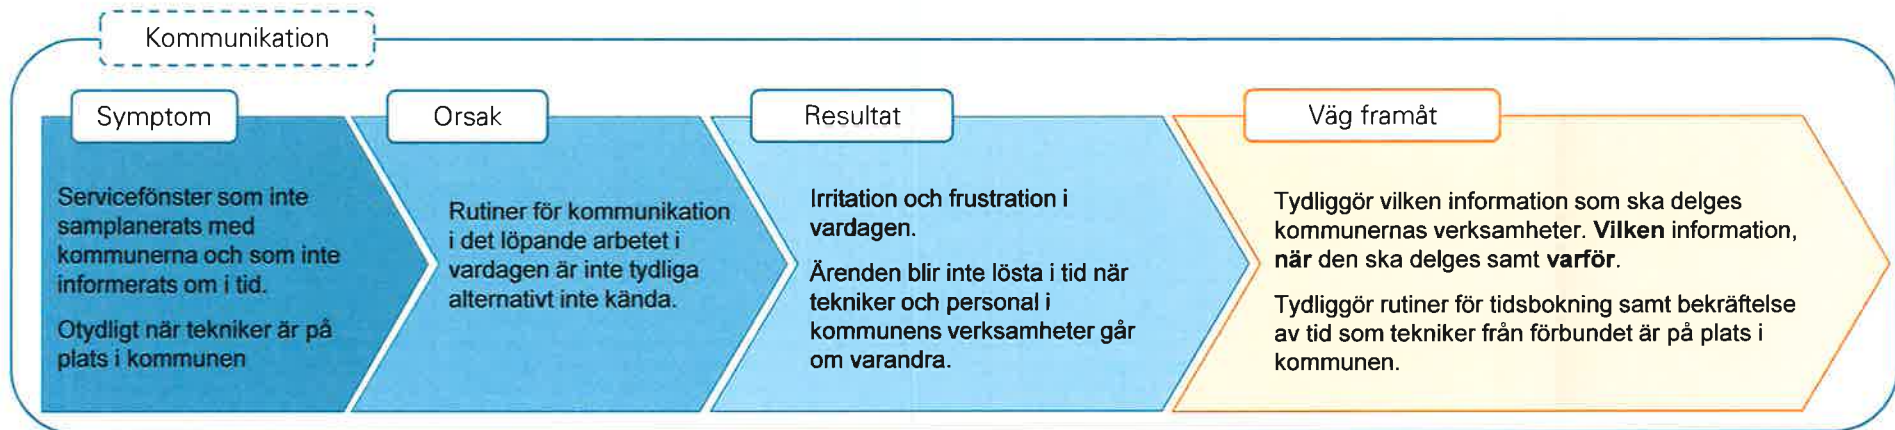 Kommunikation
Symptom
Servicefönster som inte
samplanerats med
kommunerna och som inte
informerats om i tid.
Otydligt när tekniker är på
plats i kommunen
Orsak
Rutiner för kommunikation
i det löpande arbetet i
vardagen är inte tydliga
alternativt inte kända.
Resultat
Irritation och frustration i
vardagen.
Ärenden blir inte lösta i tid när
tekniker och personal i
kommunens verksamheter går
om varandra.
Väg framåt
Tydliggör vilken information som ska delges
kommunernas verksamheter. Vilken information,
när den ska delges samt varför.
Tydliggör rutiner för tidsbokning samt bekräftelse
av tid som tekniker från förbundet är på plats i
kommunen.